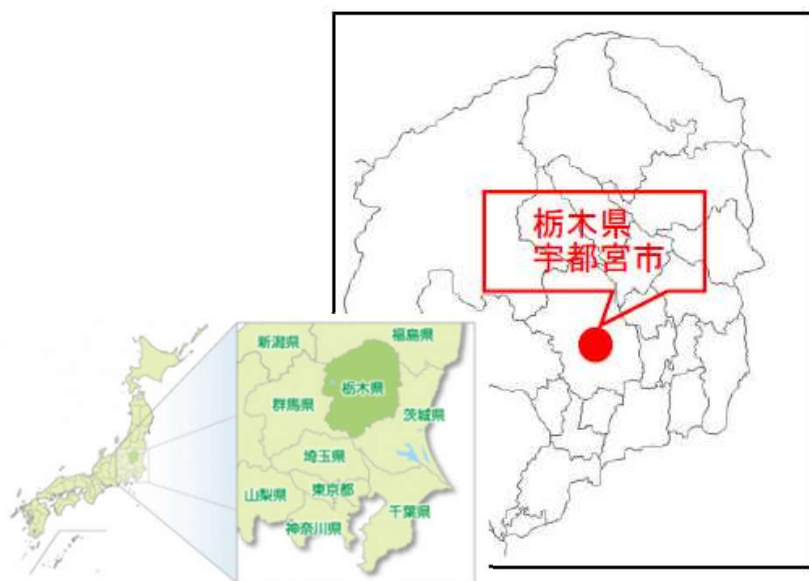 栃木県
宇都宮市
新潟県
福島県
栃木県
群馬県
茨城県
埼玉県
山梨県
東京都
千葉県
神奈川県